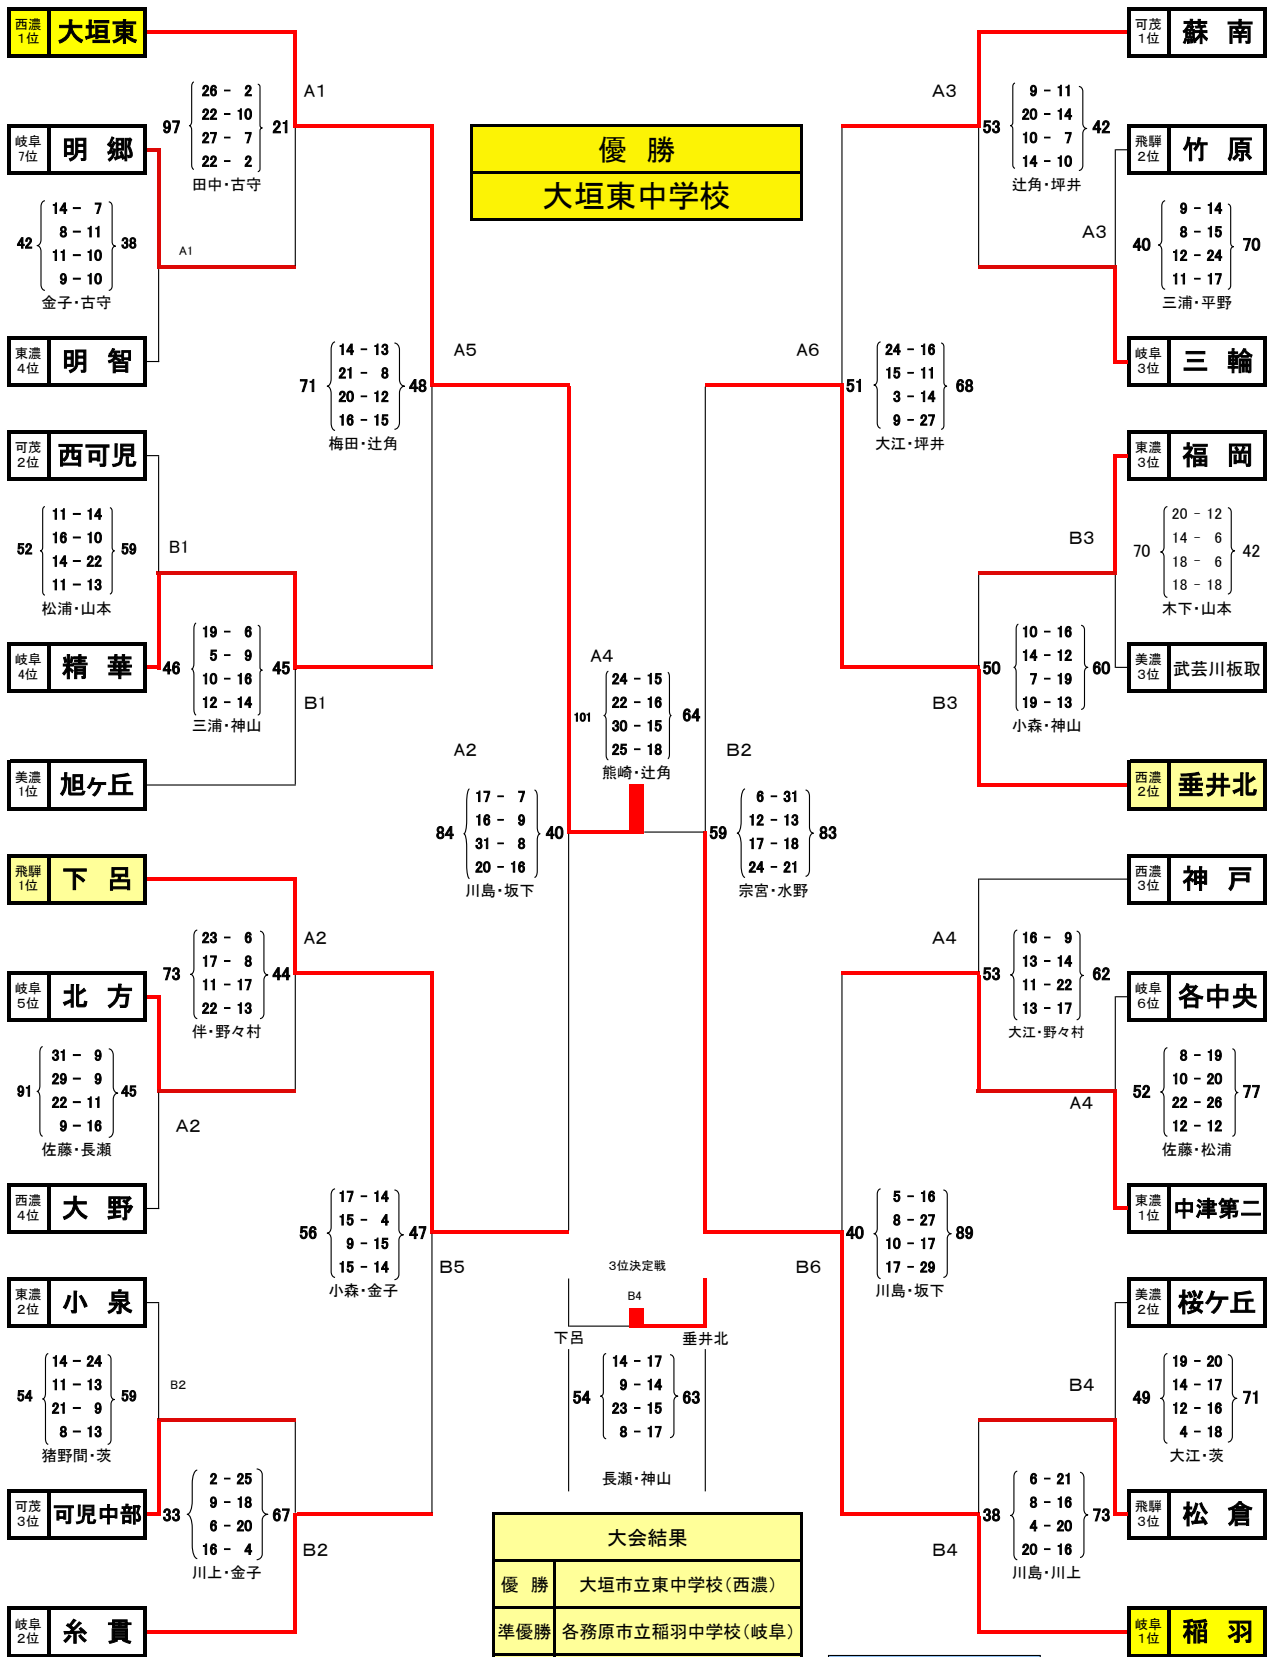 西濃
1位
大垣東
26 - 2
22 - 10
27 - 7
22 - 2
97
21
田中・古守
A1
岐阜
7位
明 郷
14 - 7
8 - 11
11 - 10
9 - 10
42
38
金子・古守
A1
東濃
4位
明 智
14 - 13
21 - 8
20 - 12
16 - 15
71
48
梅田・辻角
A5
可茂
2位
西可児
11 - 14
16 - 10
14 - 22
11 - 13
52
59
松浦・山本
B1
岐阜
4位
精 華
19 - 6
5 - 9
10 - 16
12 - 14
46
45
三浦・神山
B1
美濃
1位
旭ヶ丘
A2
17 - 7
16 - 9
31 - 8
20 - 16
84
40
川島・坂下
飛騨
1位
下 呂
23 - 6
17 - 8
11 - 17
22 - 13
73
44
伴・野々村
A2
岐阜
5位
北 方
31 - 9
29 - 9
22 - 11
9 - 16
91
45
佐藤・長瀬
A2
西濃
4位
大 野
17 - 14
15 - 4
9 - 15
15 - 14
56
47
小森・金子
B5
東濃
2位
小 泉
14 - 24
11 - 13
21 - 9
8 - 13
54
59
猪野間・茨
B2
可茂
3位
可児中部
2 - 25
9 - 18
6 - 20
16 - 4
33
67
川上・金子
B2
岐阜
2位
糸 貫
優 勝
大垣東中学校
A4
24 - 15
22 - 16
30 - 15
25 - 18
101
64
熊崎・辻角
3位決定戦
B4
下呂
垂井北
14 - 17
9 - 14
23 - 15
8 - 17
54
63
長瀬・神山
大会結果
優 勝
大垣市立東中学校(西濃)
準優勝
各務原市立稲羽中学校(岐阜)
可茂
1位
蘇 南
A3
9 - 11
20 - 14
10 - 7
14 - 10
53
42
辻角・坪井
飛騨
2位
竹 原
A3
9 - 14
8 - 15
12 - 24
11 - 17
40
70
三浦・平野
岐阜
3位
三 輪
A6
24 - 16
15 - 11
3 - 14
9 - 27
51
68
大江・坪井
東濃
3位
福 岡
B3
20 - 12
14 - 6
18 - 6
18 - 18
70
42
木下・山本
美濃
3位
武芸川板取
10 - 16
14 - 12
7 - 19
19 - 13
50
60
小森・神山
B3
西濃
2位
垂井北
B2
6 - 31
12 - 13
17 - 18
24 - 21
59
83
宗宮・水野
西濃
3位
神 戸
A4
16 - 9
13 - 14
11 - 22
13 - 17
53
62
大江・野々村
岐阜
6位
各中央
A4
8 - 19
10 - 20
22 - 26
12 - 12
52
77
佐藤・松浦
東濃
1位
中津第二
5 - 16
8 - 27
10 - 17
17 - 29
40
89
川島・坂下
B6
美濃
2位
桜ケ丘
B4
19 - 20
14 - 17
12 - 16
4 - 18
49
71
大江・茨
飛騨
3位
松 倉
6 - 21
8 - 16
4 - 20
20 - 16
38
73
川島・川上
B4
岐阜
1位
稲 羽